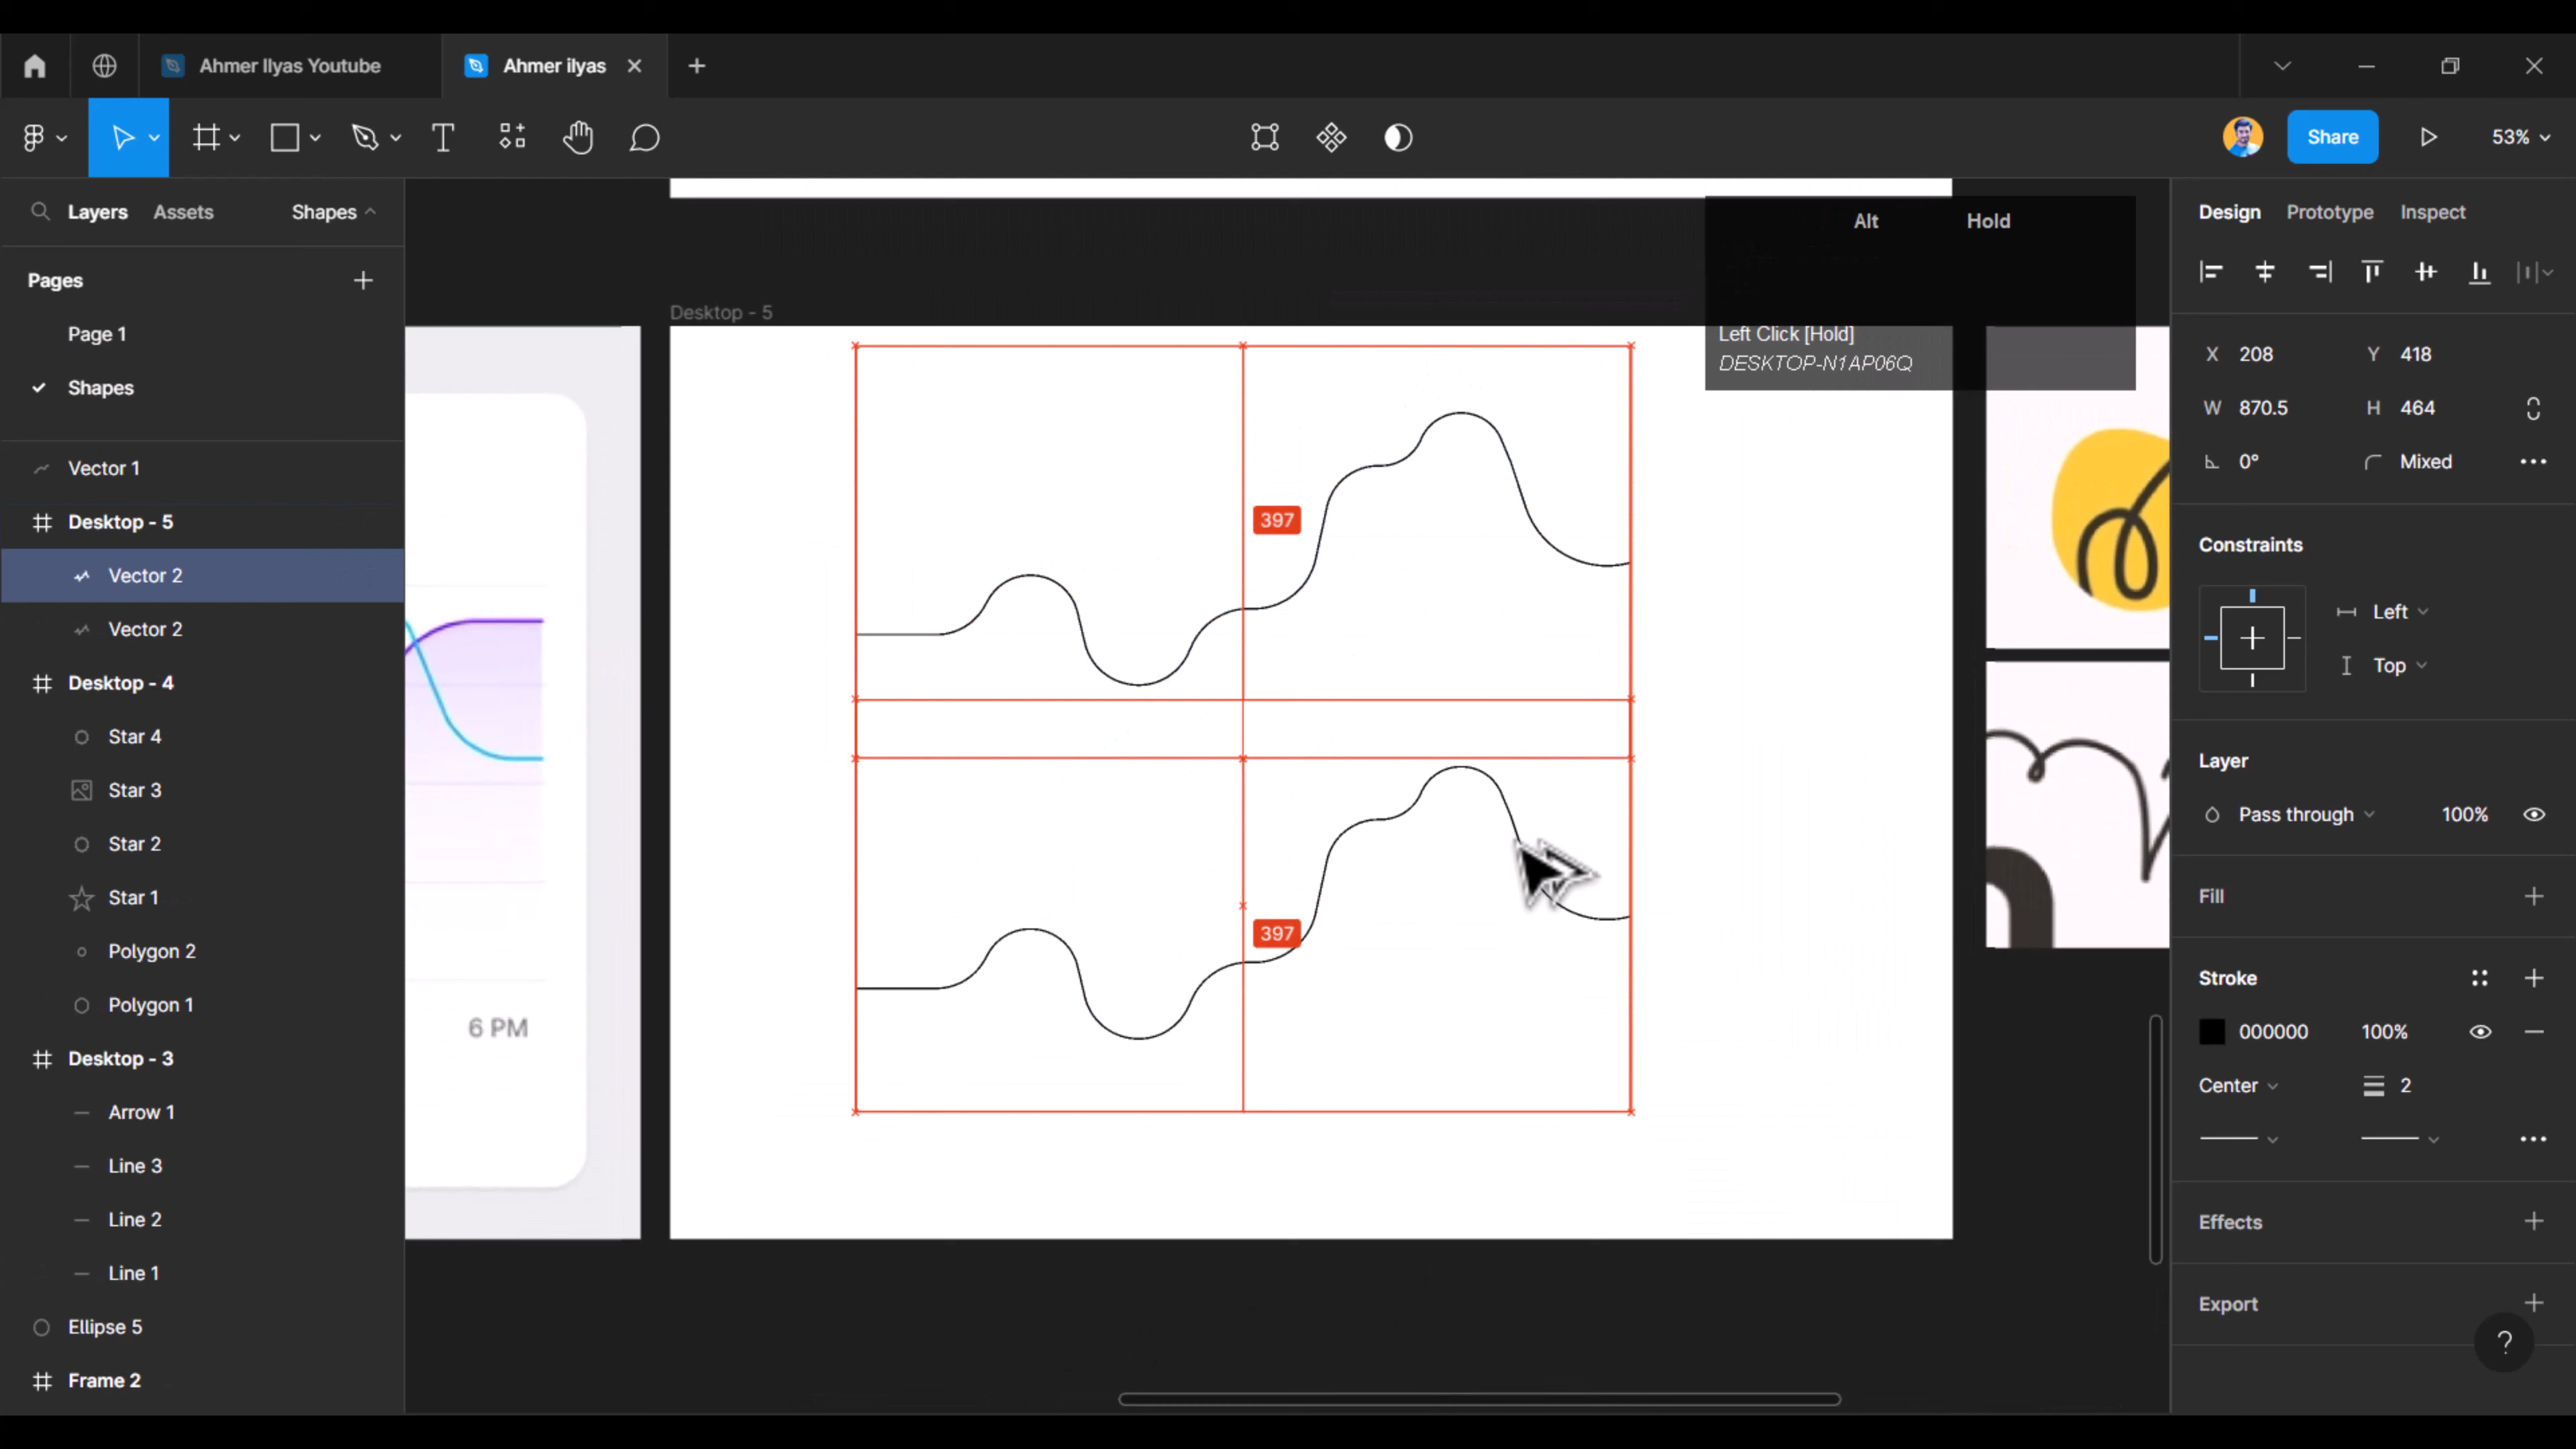 Ahmer Ilyas Youtube
Ahmer ilyas
Share
53%
Layers
Assets
Shapes
Pages
Page 1
Shapes
Vector 1
Desktop - 5
Vector 2
Vector 2
Desktop - 4
Star 4
Star 3
Star 2
Star 1
Polygon 2
Polygon 1
Desktop - 3
Arrow 1
Line 3
Line 2
Line 1
Ellipse 5
Frame 2
6 PM
Desktop - 5
397
397
Alt Hold
Left Click [Hold]
DESKTOP-N1AP06Q
Design
Prototype
Inspect
X 208
Y 418
W 870.5
H 464
0°
Mixed
Constraints
Left
Top
Layer
Pass through
100%
Fill
Stroke
000000
100%
Center
2
Effects
Export
?